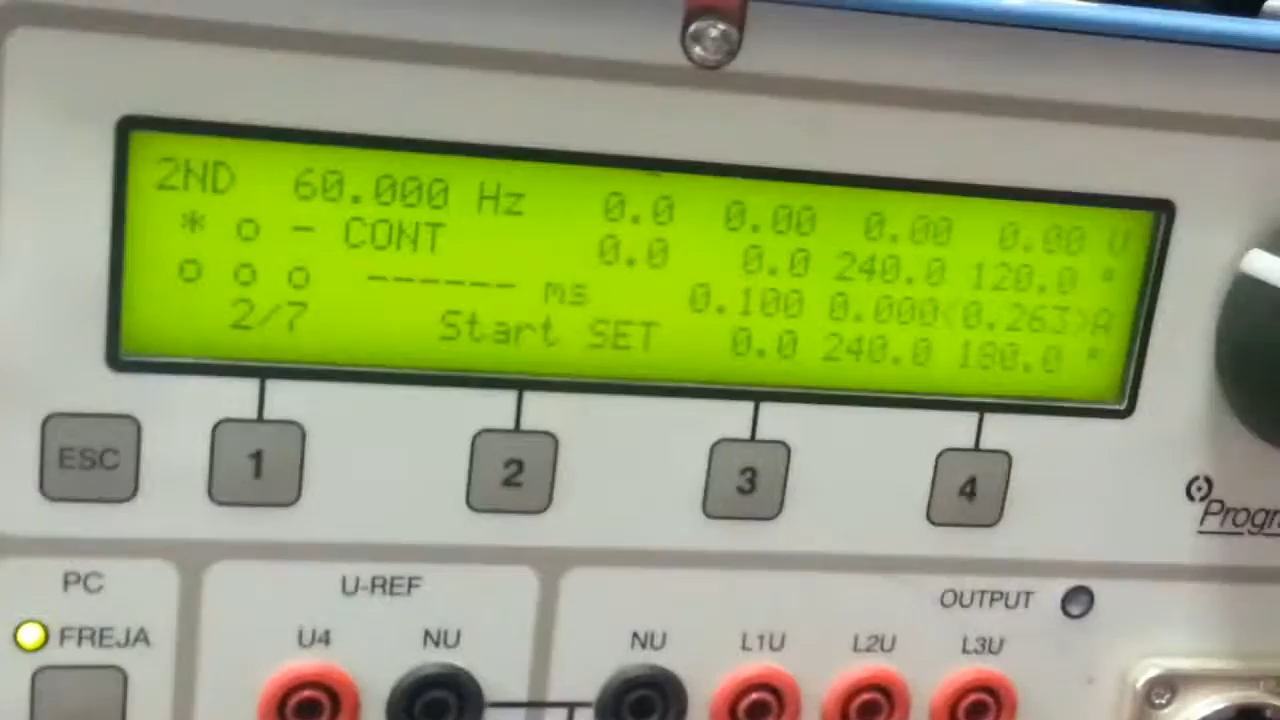 2ND 60.000 Hz 0.0 0.00 0.00 0.00 U
* o - CONT 0.0 0.0 240.0 120.0 °
o o o ------ ms 0.100 0.000<0.263>A
2/7 Start SET 0.0 240.0 180.0 °
ESC 1 2 3 4
Progr
PC U-REF OUTPUT
FREJA U4 NU NU L1U L2U L3U